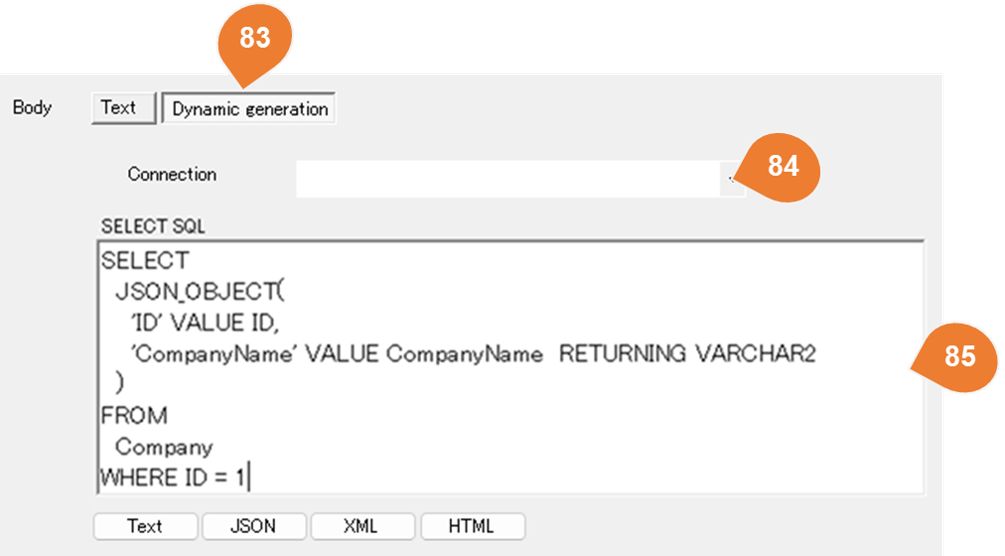 83
Body Text Dynamic generation
Connection 84
SELECT SQL
SELECT
JSON_OBJECT(
'ID' VALUE ID,
'CompanyName' VALUE CompanyName RETURNING VARCHAR2
85
)
FROM
Company
WHERE ID = 1
Text JSON XML HTML